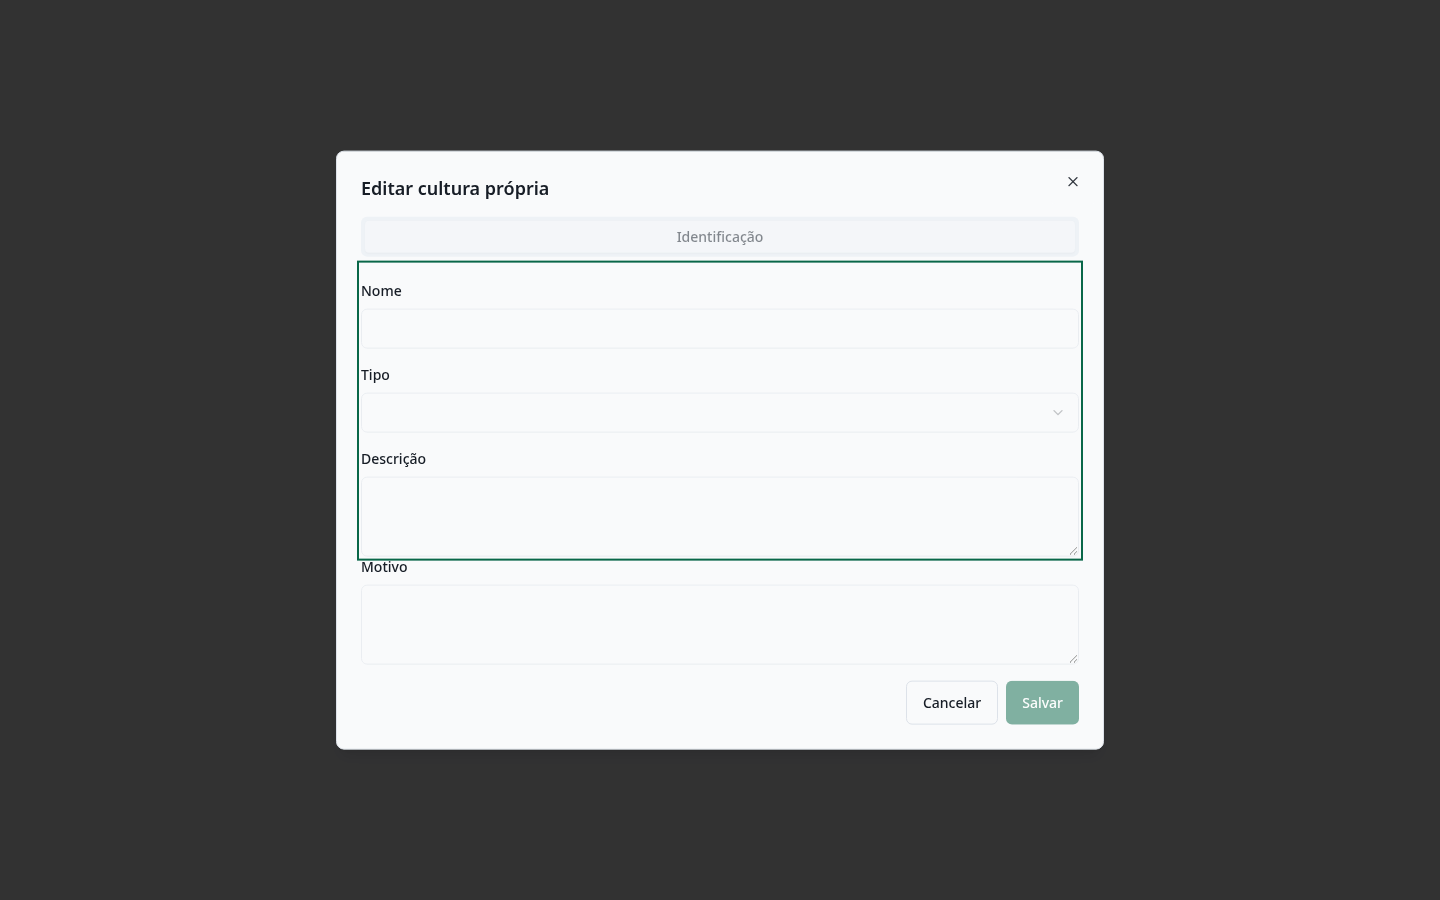 Editar cultura própria
Identificação
Nome
Tipo
Descrição
Motivo
Cancelar
Salvar